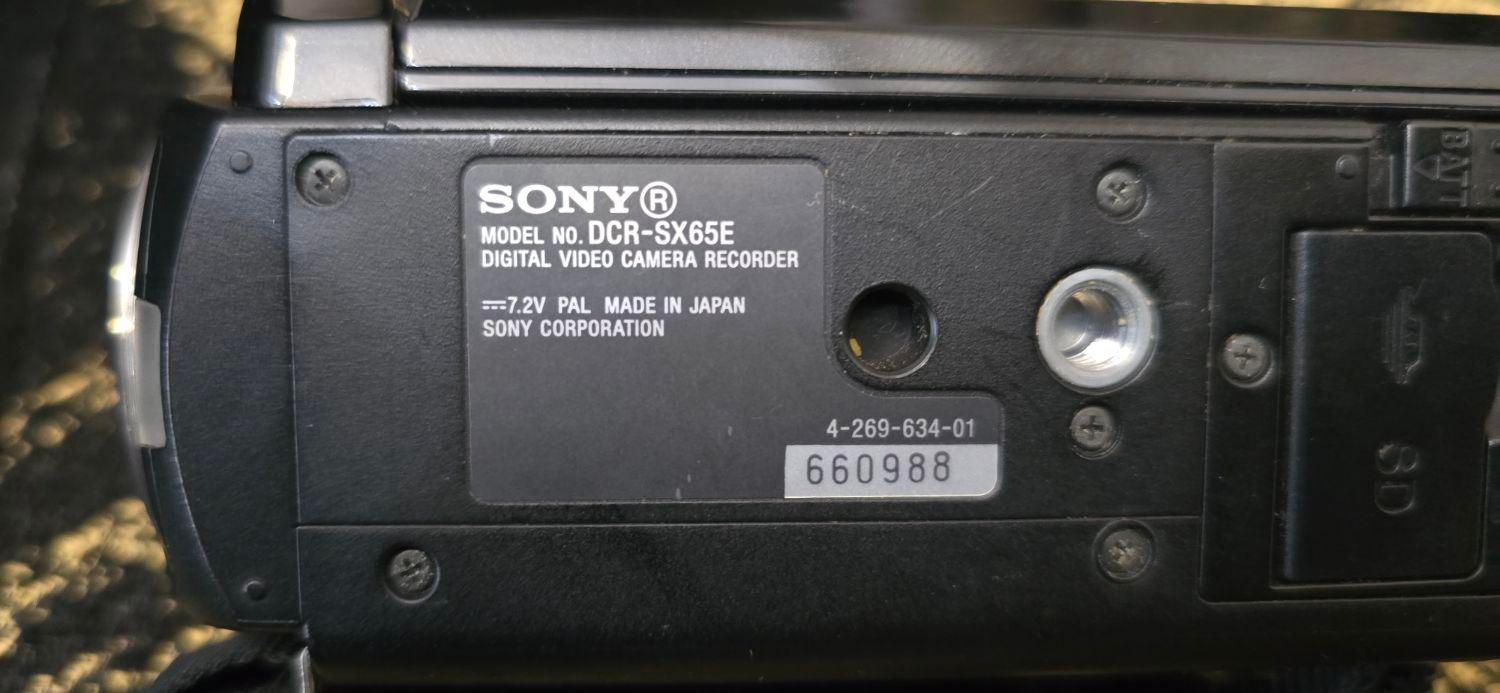 SONY®
MODEL NO. DCR-SX65E
DIGITAL VIDEO CAMERA RECORDER
⎓7.2V PAL MADE IN JAPAN
SONY CORPORATION
4-269-634-01
660988
BATT
SD